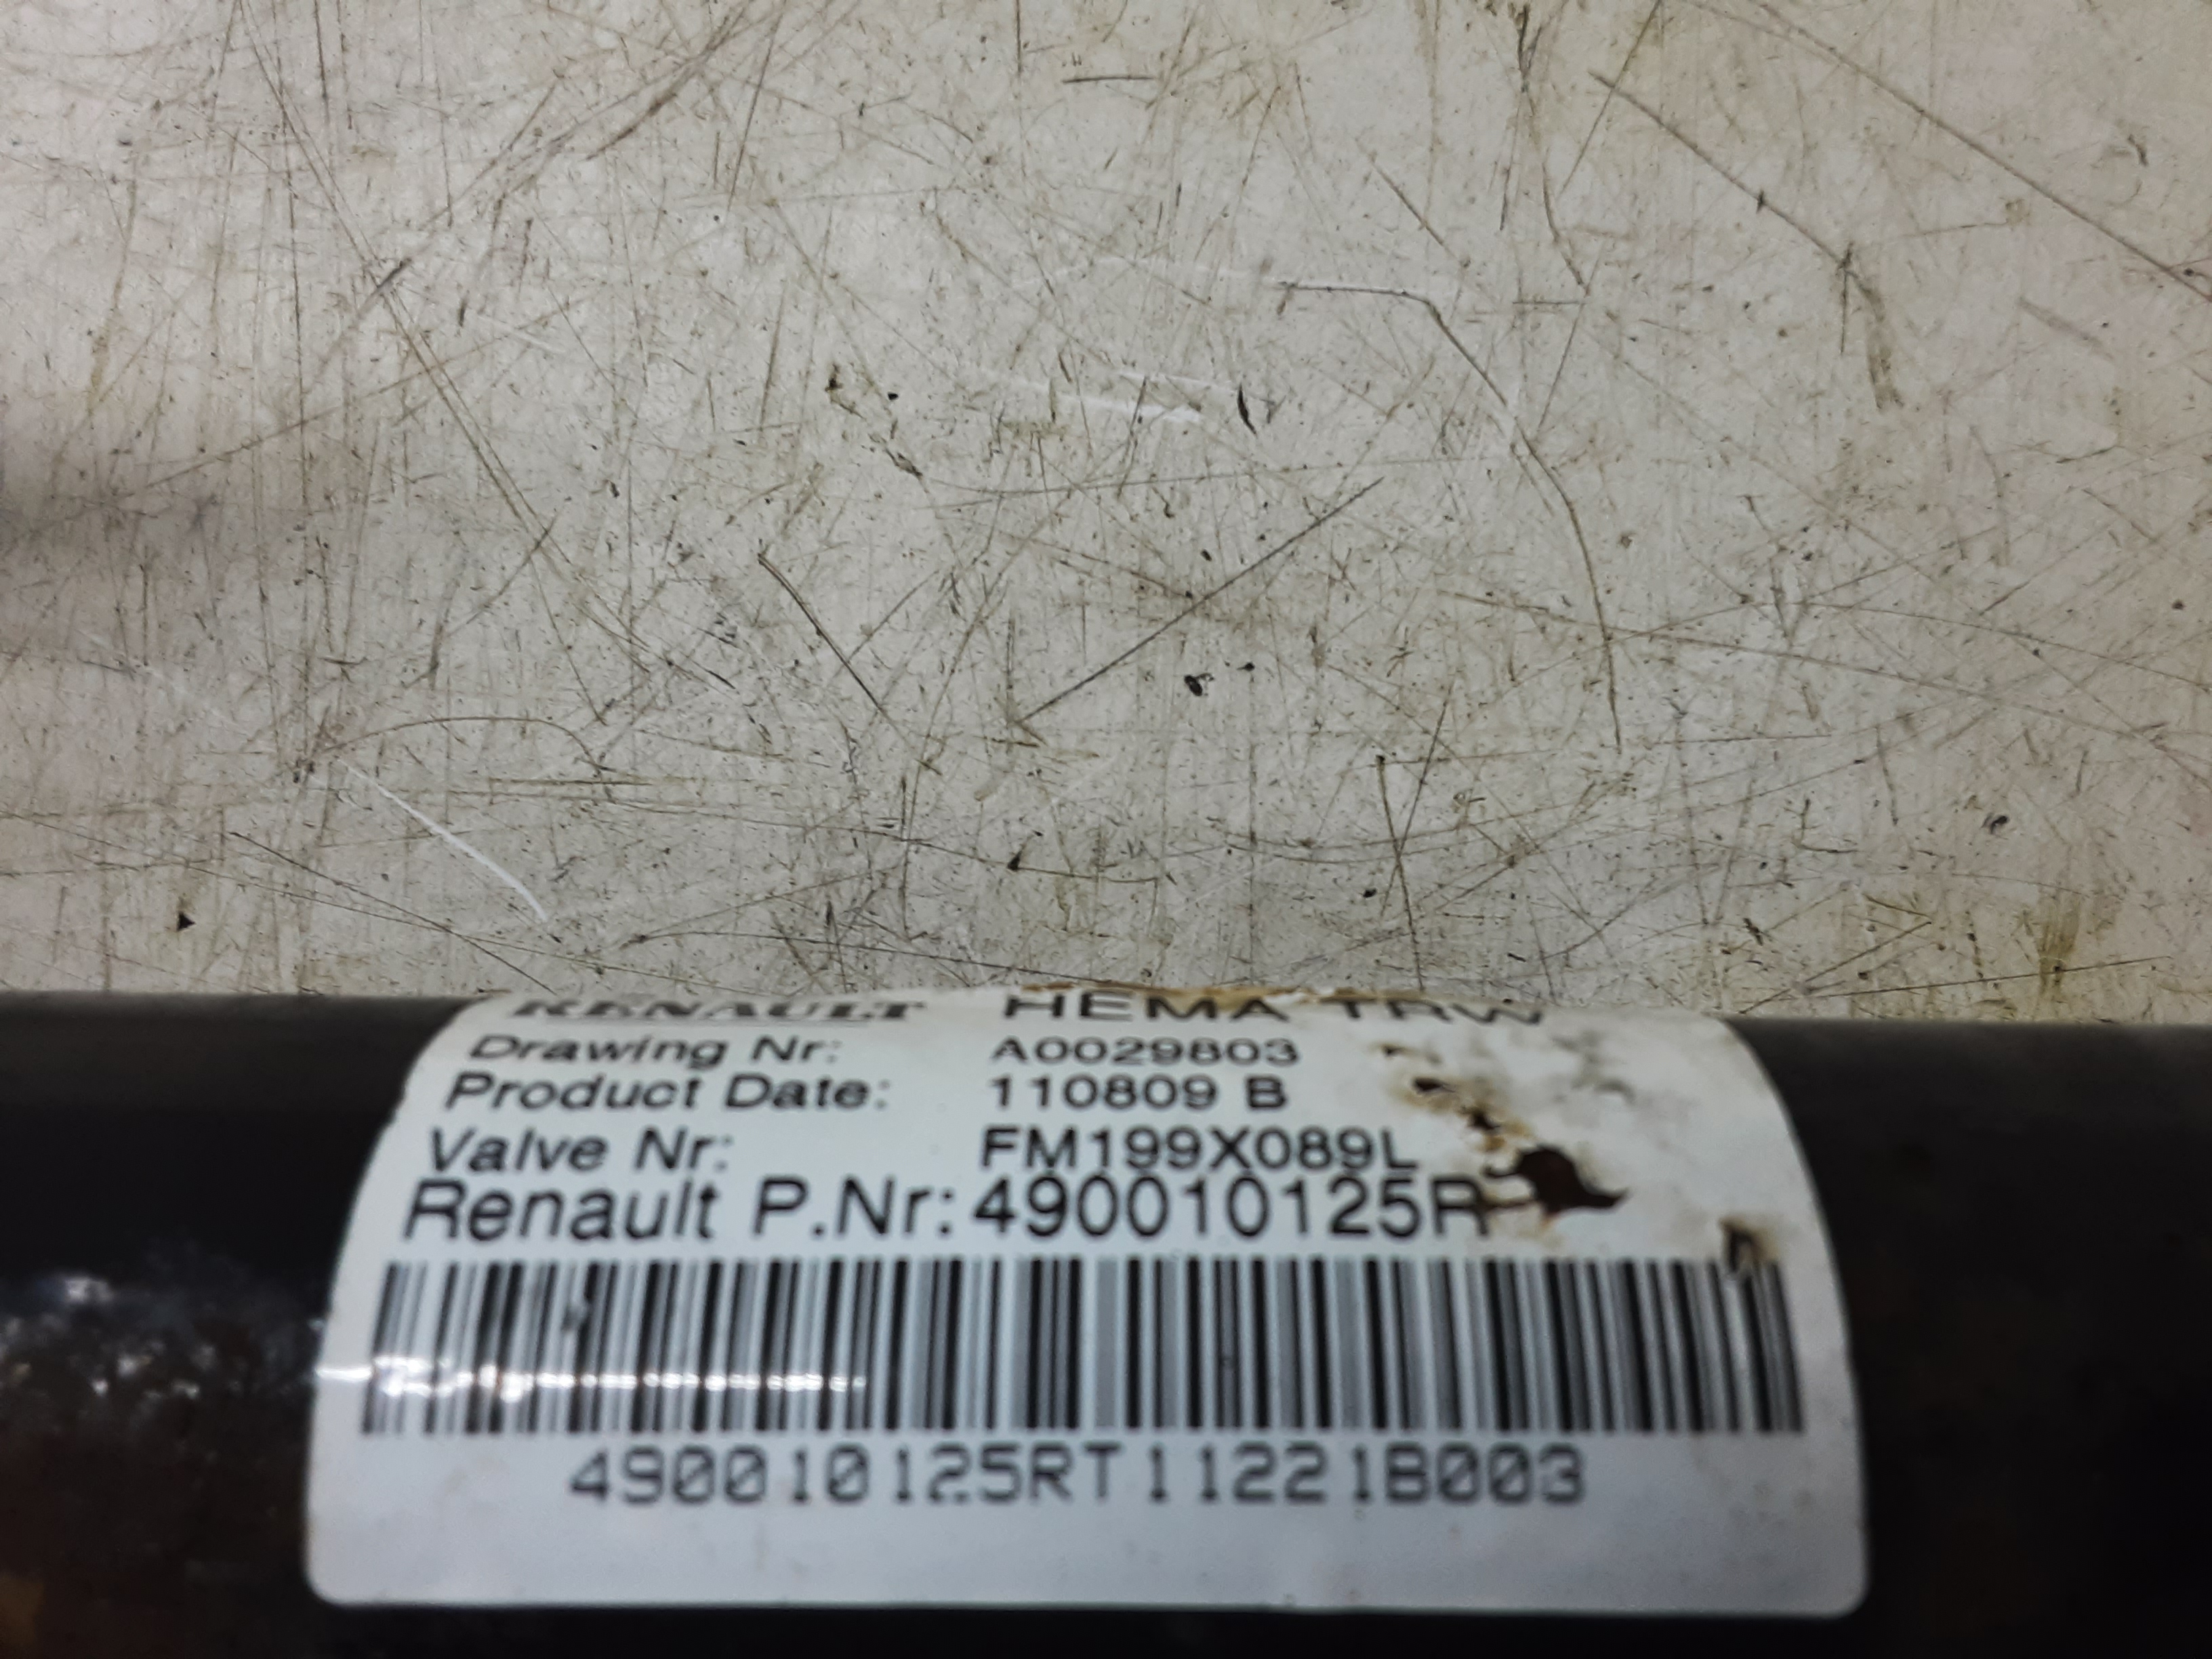 RENAULT HEMA TRW
Drawing Nr: A0029803
Product Date: 110809 B
Valve Nr: FM199X089L
Renault P.Nr: 490010125R
490010125RT11221B003